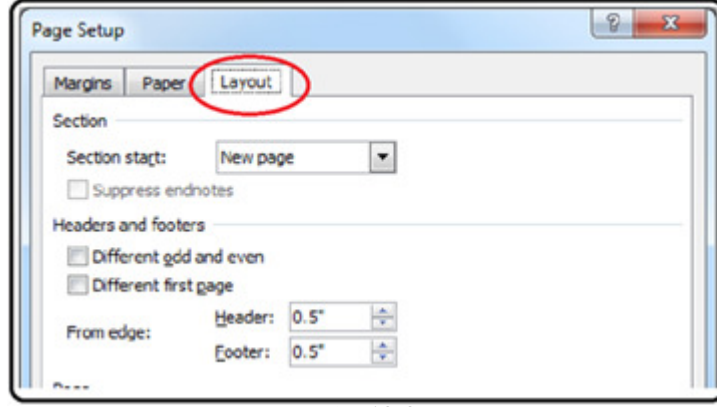 Page Setup
Margins Paper Layout
Section
Section start: New page
Suppress endnotes
Headers and footers
Different odd and even
Different first page
Header: 0.5"
From edge:
Footer: 0.5"